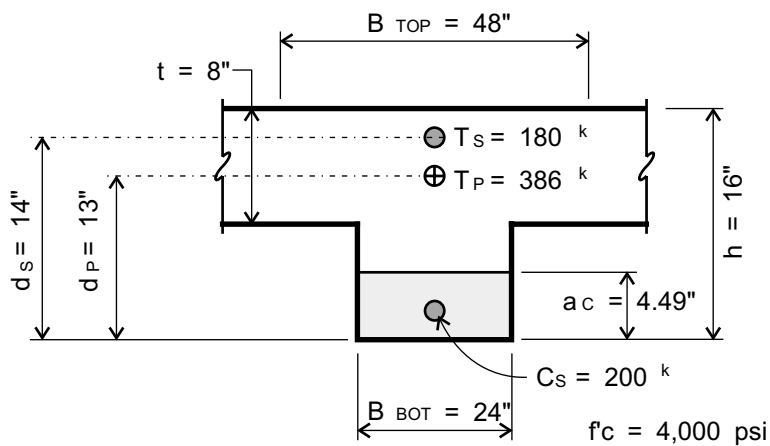 B TOP = 48"
t = 8"
T S = 180 k
T P = 386 k
d S = 14"
d P = 13"
h = 16"
a C = 4.49"
C S = 200 k
B BOT = 24"
f'c = 4,000 psi